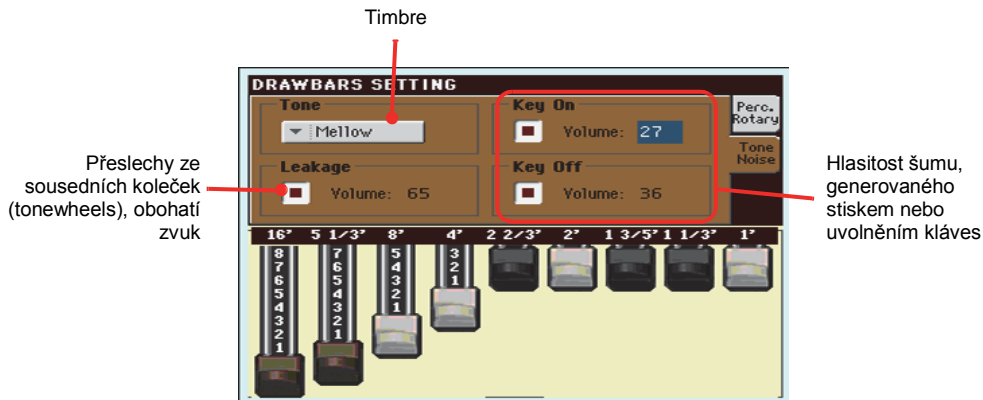 Timbre
DRAWBARS SETTING
Tone
Mellow
Key On
Volume: 27
Perc.
Rotary
Tone
Noise
Leakage
Volume: 65
Key Off
Volume: 36
Přeslechy ze
sousedních koleček
(tonewheels), obohatí
zvuk
Hlasitost šumu,
generovaného
stiskem nebo
uvolněním kláves
16' 5 1/3' 8' 4' 2 2/3' 2' 1 3/5' 1 1/3' 1'
8 7 6 5 4 3 2 1
7 6 5 4 3 2 1
5 4 3 2 1
3 2 1